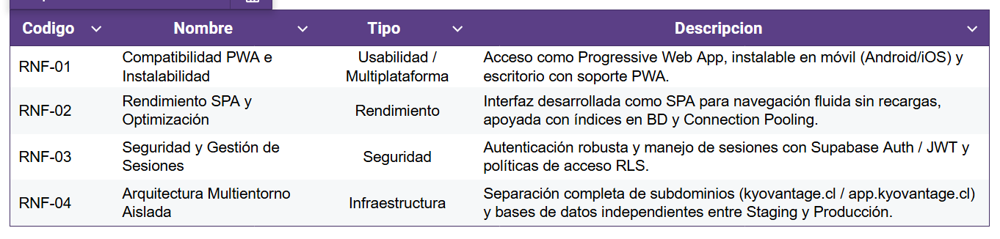 Codigo Nombre Tipo Descripcion
RNF-01 Compatibilidad PWA e Instalabilidad Usabilidad / Multiplataforma Acceso como Progressive Web App, instalable en móvil (Android/iOS) y escritorio con soporte PWA.
RNF-02 Rendimiento SPA y Optimización Rendimiento Interfaz desarrollada como SPA para navegación fluida sin recargas, apoyada con índices en BD y Connection Pooling.
RNF-03 Seguridad y Gestión de Sesiones Seguridad Autenticación robusta y manejo de sesiones con Supabase Auth / JWT y políticas de acceso RLS.
RNF-04 Arquitectura Multientorno Aislada Infraestructura Separación completa de subdominios (kyovantage.cl / app.kyovantage.cl) y bases de datos independientes entre Staging y Producción.